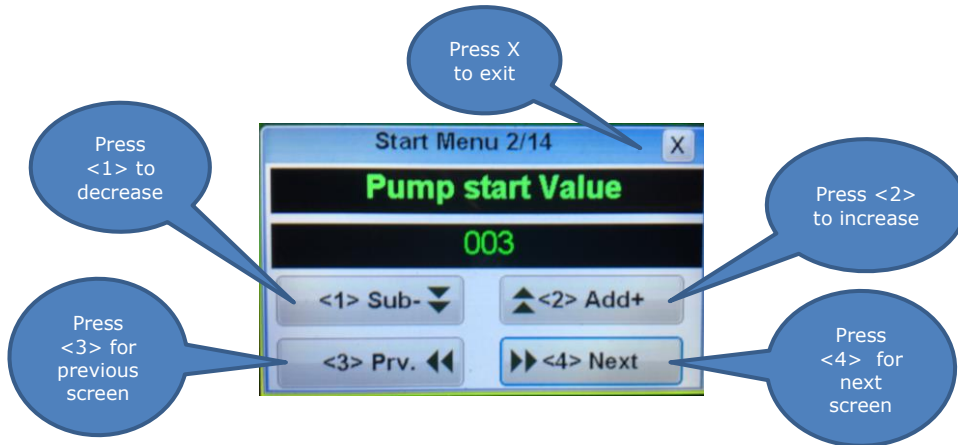 Press X
to exit
Start Menu 2/14
X
Press
<1> to
decrease
Pump start Value
Press <2>
to increase
003
<1> Sub-
<2> Add+
Press
<3> for
previous
screen
<3> Prv.
<4> Next
Press
<4> for
next
screen